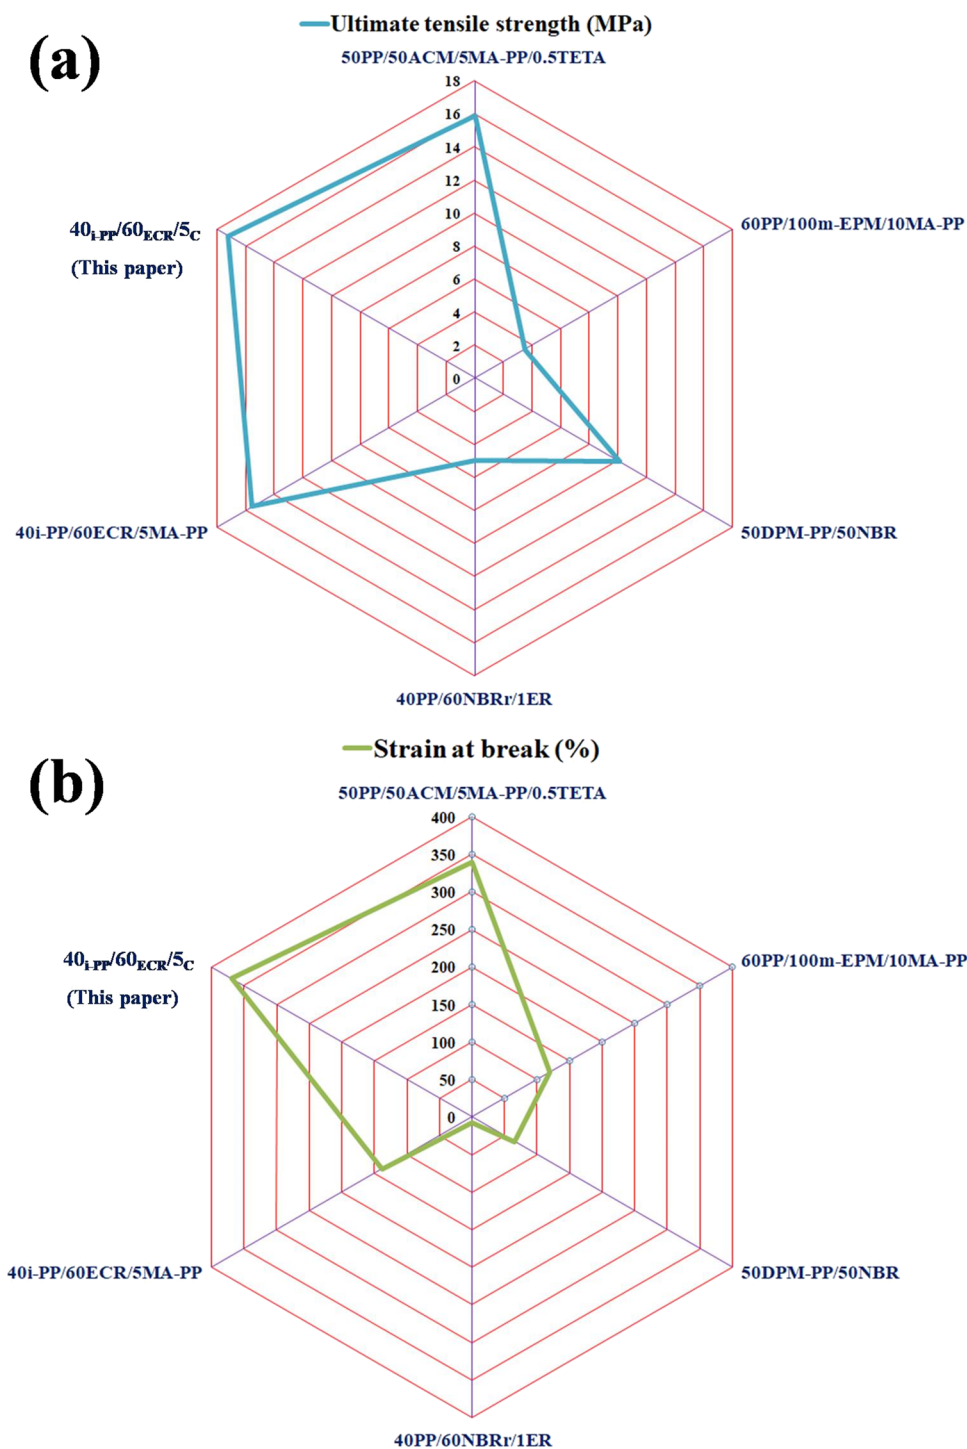 Ultimate tensile strength (MPa)
(a)
50PP/50ACM/5MA-PP/0.5TETA
18
16
14
12
10
8
6
4
2
0
60PP/100m-EPM/10MA-PP
40i-PP/60ECR/5C
(This paper)
40i-PP/60ECR/5MA-PP
50DPM-PP/50NBR
40PP/60NBRr/1ER
Strain at break (%)
(b)
50PP/50ACM/5MA-PP/0.5TETA
400
350
300
250
200
150
100
50
0
60PP/100m-EPM/10MA-PP
40i-PP/60ECR/5C
(This paper)
40i-PP/60ECR/5MA-PP
50DPM-PP/50NBR
40PP/60NBRr/1ER